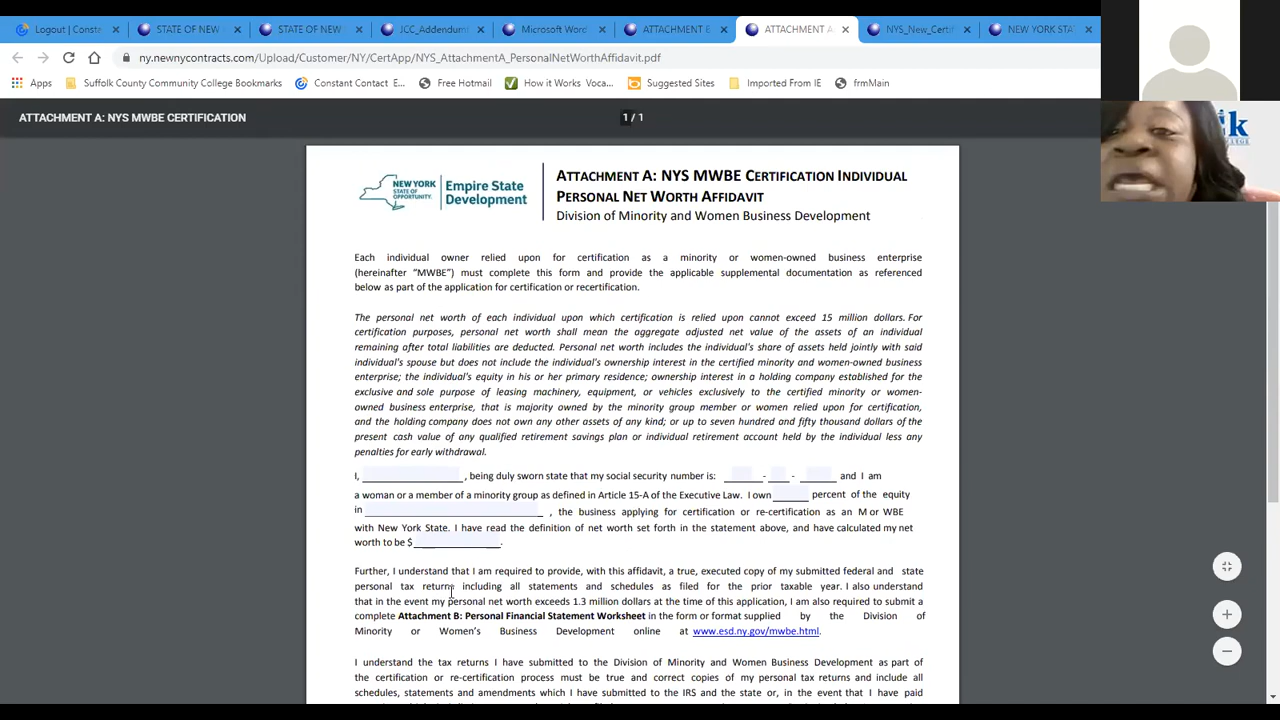 Logout | Conste
STATE OF NEW
STATE OF NEW
JCC_Addendum
Microsoft Word
ATTACHMENT B
ATTACHMENT A
NYS_New_Certif
NEW YORK STAT
ny.newnycontracts.com/Upload/Customer/NY/CertApp/NYS_AttachmentA_PersonalNetWorthAffidavit.pdf
Apps
Suffolk County Community College Bookmarks
Constant Contact E...
Free Hotmail
How it Works Voca...
Suggested Sites
Imported From IE
frmMain
ATTACHMENT A: NYS MWBE CERTIFICATION
1 / 1
NEW YORK
STATE OF
OPPORTUNITY.
Empire State
Development
ATTACHMENT A: NYS MWBE CERTIFICATION INDIVIDUAL
PERSONAL NET WORTH AFFIDAVIT
Division of Minority and Women Business Development
Each individual owner relied upon for certification as a minority or women-owned business enterprise
(hereinafter “MWBE”) must complete this form and provide the applicable supplemental documentation as referenced
below as part of the application for certification or recertification.
The personal net worth of each individual upon which certification is relied upon cannot exceed 15 million dollars. For
certification purposes, personal net worth shall mean the aggregate adjusted net value of the assets of an individual
remaining after total liabilities are deducted. Personal net worth includes the individual's share of assets held jointly with said
individual's spouse but does not include the individual's ownership interest in the certified minority and women-owned business
enterprise; the individual's equity in his or her primary residence; ownership interest in a holding company established for the
exclusive and sole purpose of leasing machinery, equipment, or vehicles exclusively to the certified minority or women-
owned business enterprise, that is majority owned by the minority group member or women relied upon for certification,
and the holding company does not own any other assets of any kind; or up to seven hundred and fifty thousand dollars of the
present cash value of any qualified retirement savings plan or individual retirement account held by the individual less any
penalties for early withdrawal.
I, , being duly sworn state that my social security number is: - - and I am
a woman or a member of a minority group as defined in Article 15-A of the Executive Law. I own percent of the equity
in , the business applying for certification or re-certification as an M or WBE
with New York State. I have read the definition of net worth set forth in the statement above, and have calculated my net
worth to be $ .
Further, I understand that I am required to provide, with this affidavit, a true, executed copy of my submitted federal and state
personal tax return including all statements and schedules as filed for the prior taxable year. I also understand
that in the event my personal net worth exceeds 1.3 million dollars at the time of this application, I am also required to submit a
complete Attachment B: Personal Financial Statement Worksheet in the form or format supplied by the Division of
Minority or Women’s Business Development online at www.esd.ny.gov/mwbe.html.
I understand the tax returns I have submitted to the Division of Minority and Women Business Development as part of
the certification or re-certification process must be true and correct copies of my personal tax returns and include all
schedules, statements and amendments which I have submitted to the IRS and the state or, in the event that I have paid